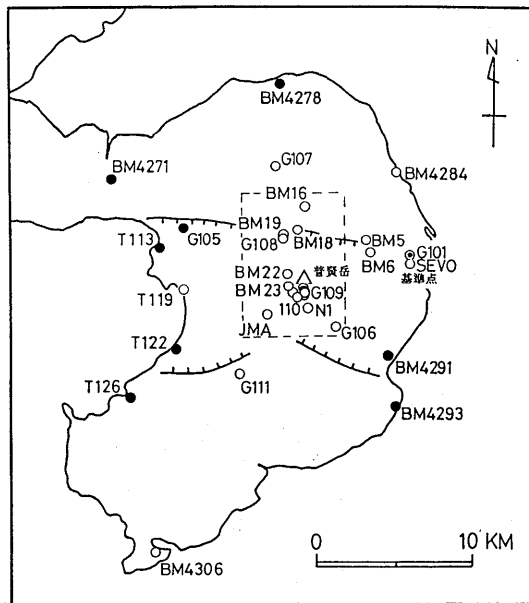 N
BM4278
BM4271
G107
BM4284
BM16
G105
BM19
G108
BM18
BM5
BM6
G101
SEVO
基準点
T113
BM22
普賢岳
BM23
G109
T119
110
N1
JMA
G106
T122
BM4291
T126
G111
BM4293
BM4306
0
10 KM